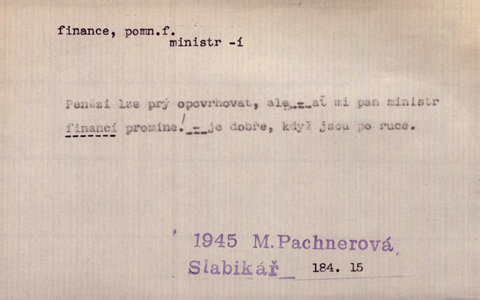 finance, pomn.f.
ministr -í
Penězi lze prý opovrhovat, ale - ať mi pan ministr
financí promine! - je dobře, když jsou po ruce.
1945 M.Pachnerová
Slabikář 184. 15